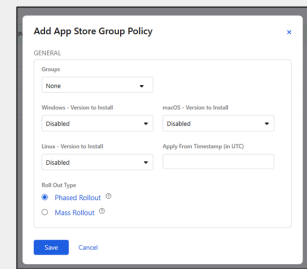 Add App Store Group Policy
×
GENERAL
Groups
None
Windows - Version to Install
macOS - Version to Install
Disabled
Disabled
Linux - Version to Install
Apply From Timestamp (in UTC)
Disabled
Roll Out Type
Phased Rollout ?
Mass Rollout ?
Save
Cancel